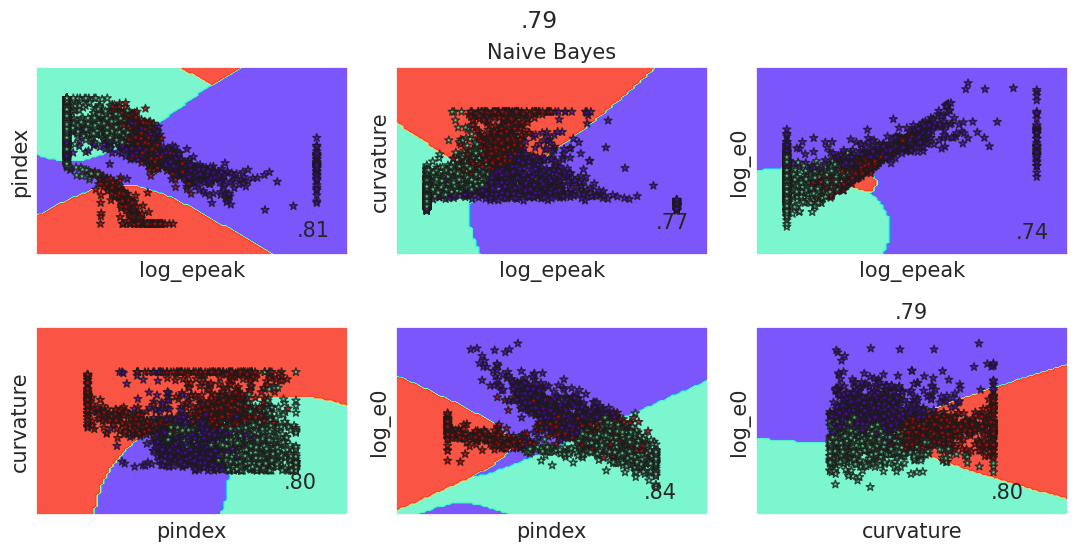 .79
Naive Bayes
pindex
.81
log_epeak
curvature
.77
log_epeak
log_e0
.74
log_epeak
curvature
.80
pindex
log_e0
.84
pindex
.79
log_e0
.80
curvature